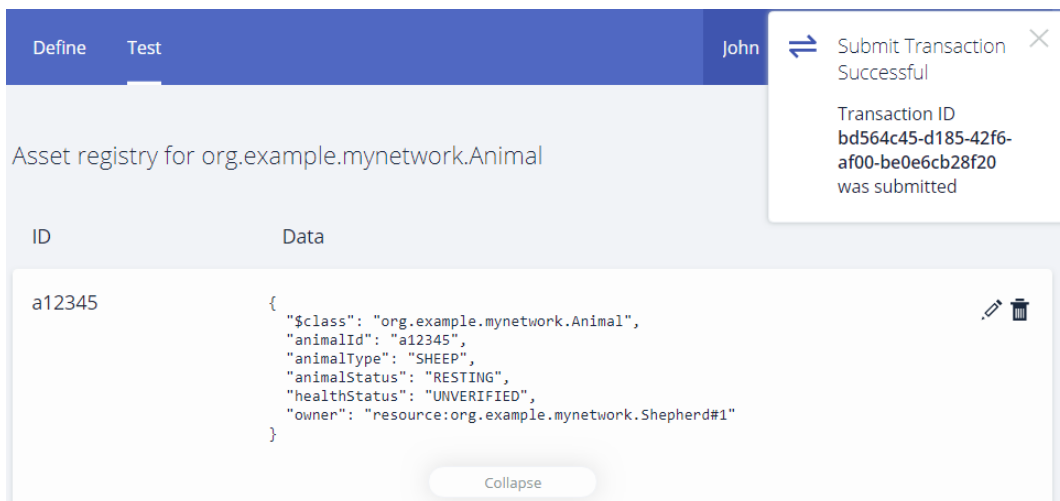 Define Test John
Submit Transaction
Successful
Transaction ID
bd564c45-d185-42f6-
af00-be0e6cb28f20
was submitted
Asset registry for org.example.mynetwork.Animal
ID Data
a12345
{
"$class": "org.example.mynetwork.Animal",
"animalId": "a12345",
"animalType": "SHEEP",
"animalStatus": "RESTING",
"healthStatus": "UNVERIFIED",
"owner": "resource:org.example.mynetwork.Shepherd#1"
}
Collapse